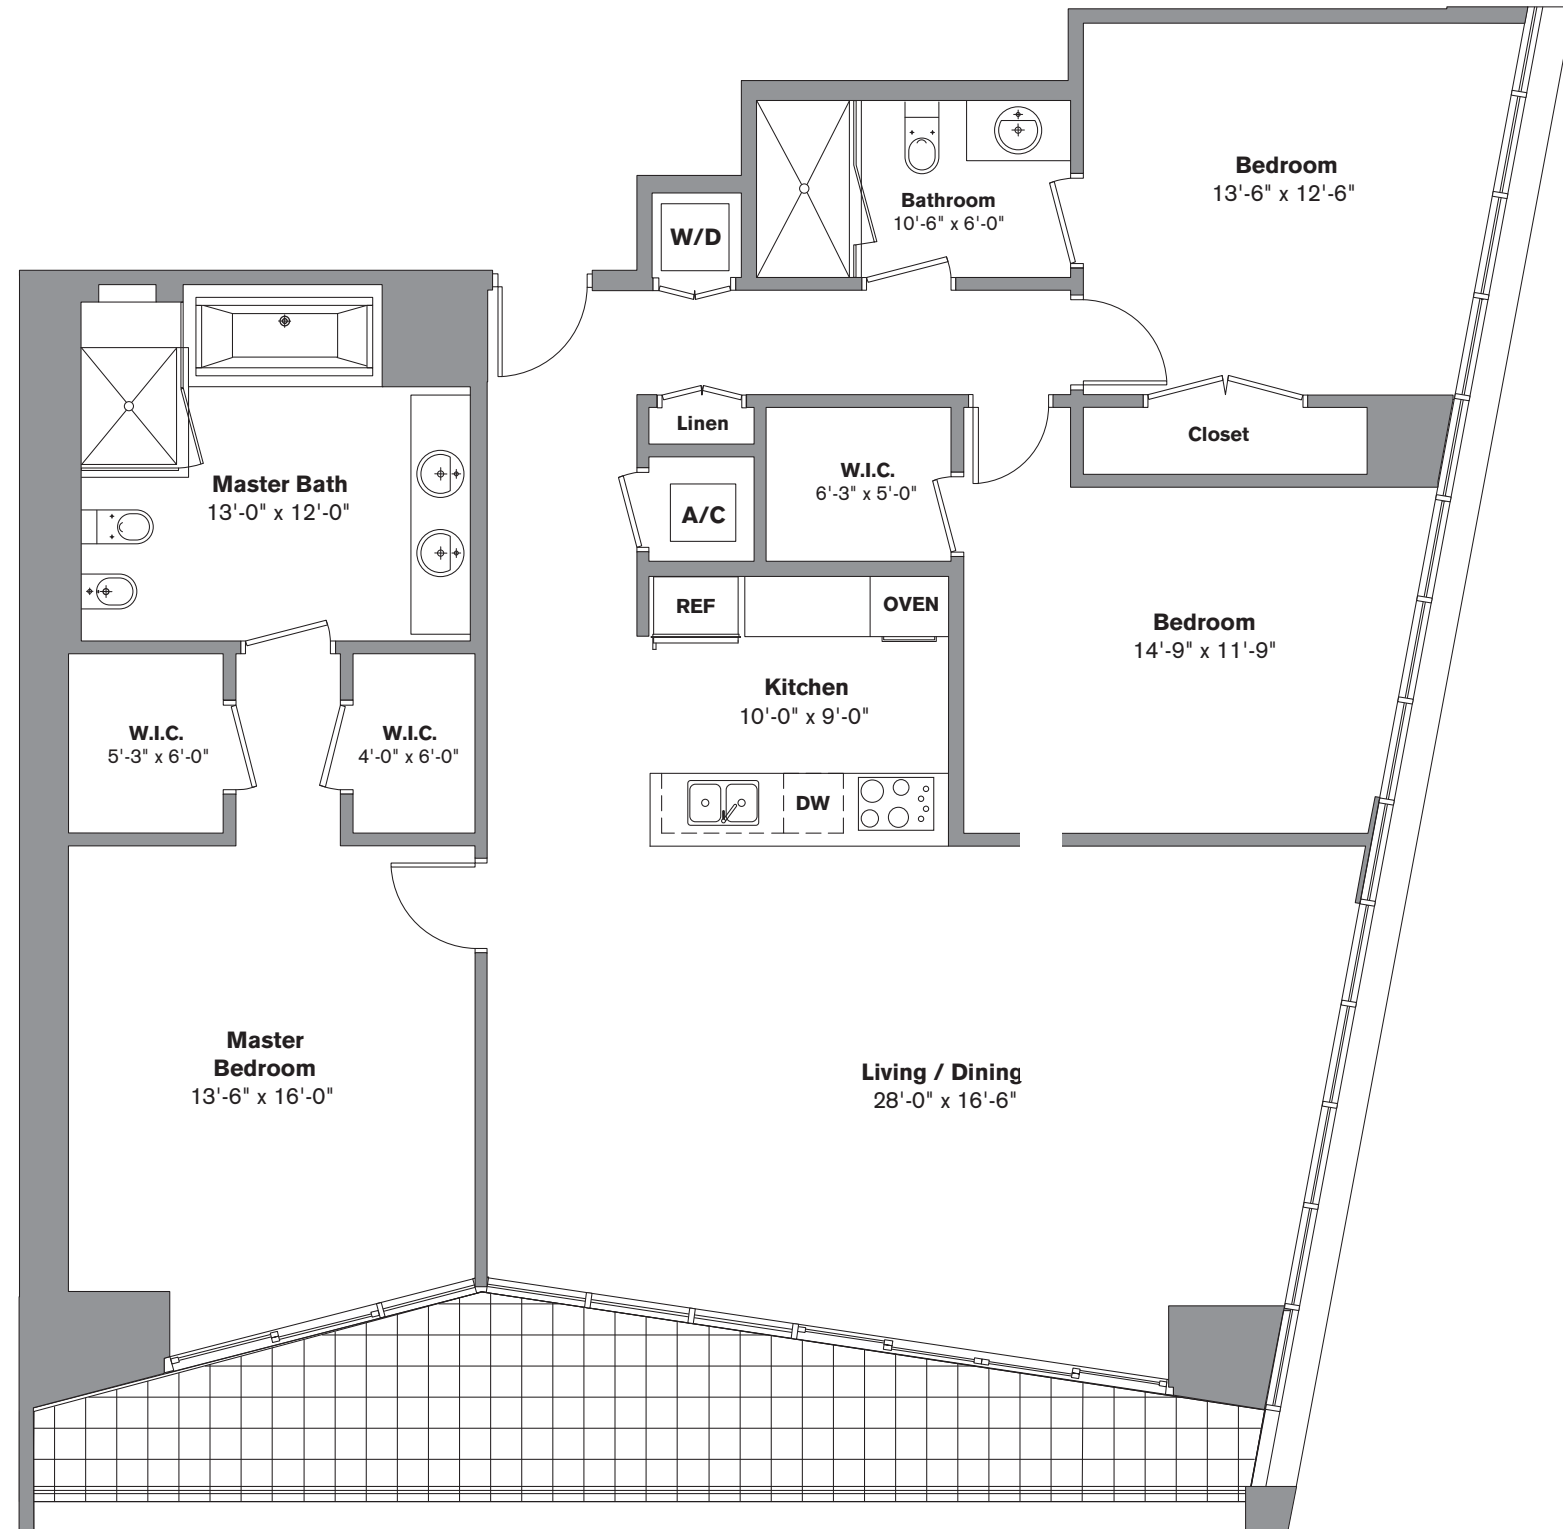 Bedroom
13'-6" x 12'-6"
Bathroom
10'-6" x 6'-0"
W/D
Linen
Closet
W.I.C.
6'-3" x 5'-0"
Master Bath
13'-0" x 12'-0"
A/C
REF
OVEN
Bedroom
14'-9" x 11'-9"
Kitchen
10'-0" x 9'-0"
W.I.C.
5'-3" x 6'-0"
W.I.C.
4'-0" x 6'-0"
DW
Master
Bedroom
13'-6" x 16'-0"
Living / Dining
28'-0" x 16'-6"